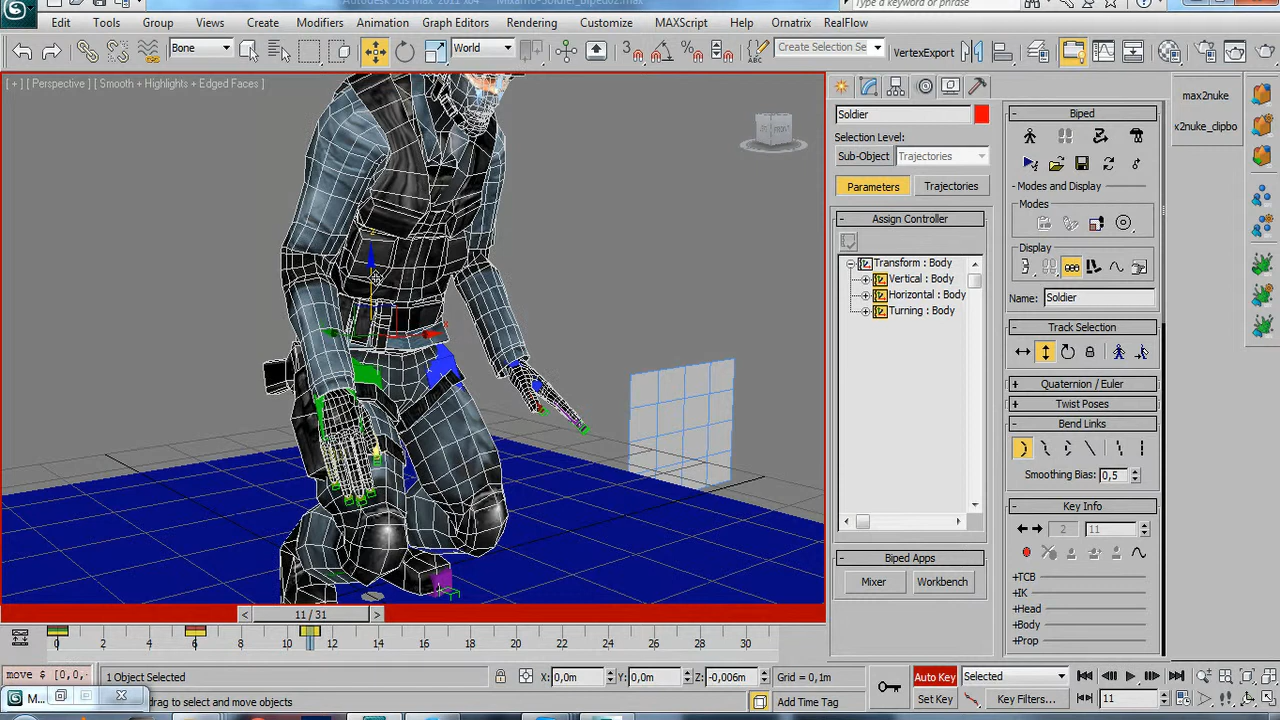 Edit Tools Group Views Create Modifiers Animation Graph Editors Rendering Customize MAXScript Help Ornatrix RealFlow
Bone World Create Selection Se VertexExport
[ + ] [ Perspective ] [ Smooth + Highlights + Edged Faces ]
FRONT
Soldier
Selection Level:
Sub-Object Trajectories
Parameters Trajectories
- Assign Controller
Transform : Body
Vertical : Body
Horizontal : Body
Turning : Body
- Biped Apps
Mixer Workbench
- Biped
- Modes and Display
Modes
Display
Name: Soldier
- Track Selection
+ Quaternion / Euler
+ Twist Poses
- Bend Links
Smoothing Bias: 0,5
- Key Info
2 11
+TCB
+IK
+Head
+Body
+Prop
max2nuke
x2nuke_clipbo
< 11 / 31 >
0 2 4 6 8 10 12 14 16 18 20 22 24 26 28 30
move $ [0,0, 1 Object Selected X: 0,0m Y: 0,0m Z: -0,006m Grid = 0,1m Auto Key Selected
M... drag to select and move objects Add Time Tag Set Key Key Filters... 11